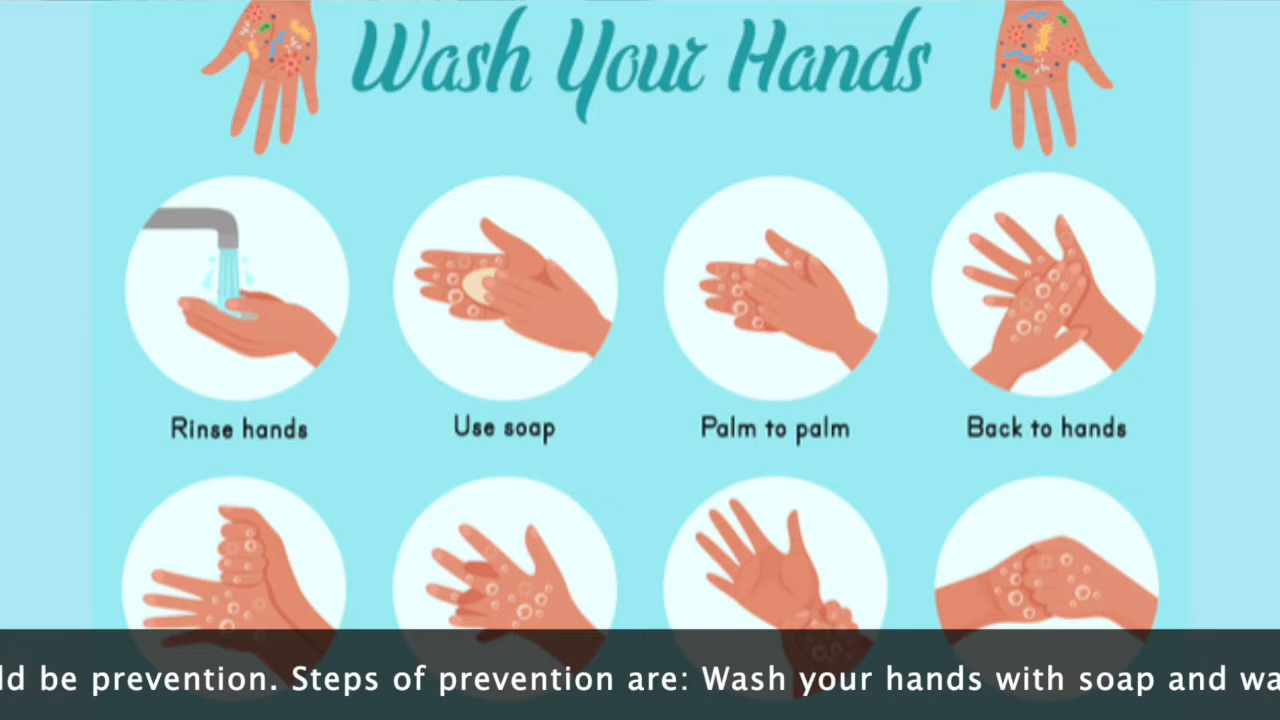 Wash Your Hands
Rinse hands
Use soap
Palm to palm
Back to hands
be prevention. Steps of prevention are: Wash your hands with soap and